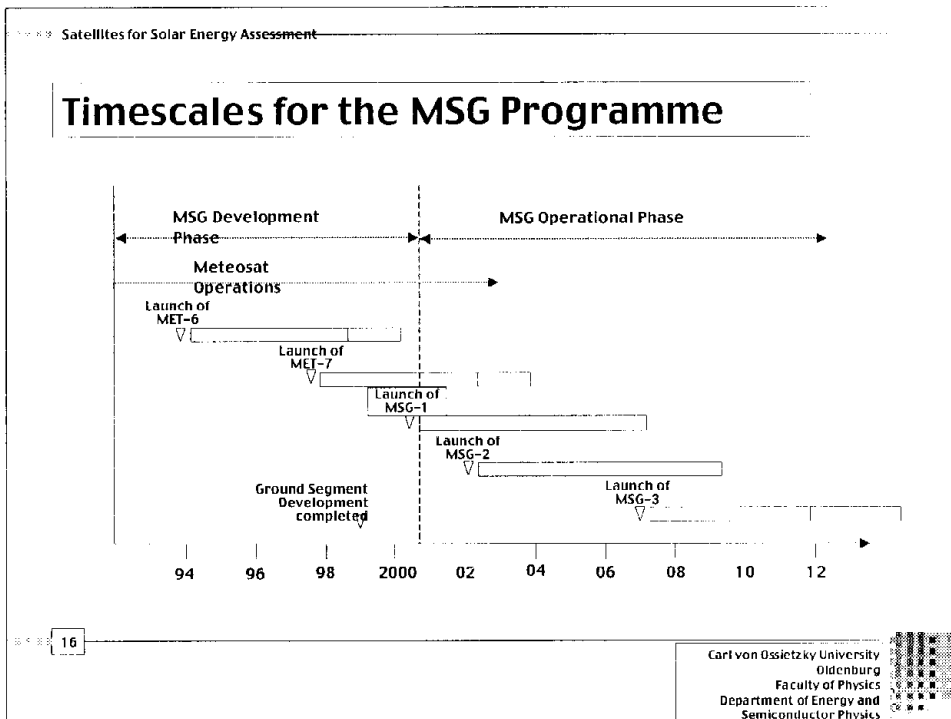 Satellites for Solar Energy Assessment
Timescales for the MSG Programme
MSG Development
Phase
MSG Operational Phase
Meteosat
Operations
Launch of
MET-6
Launch of
MET-7
Launch of
MSG-1
Launch of
MSG-2
Launch of
MSG-3
Ground Segment
Development
completed
94 96 98 2000 02 04 06 08 10 12
16
Carl von Ossietzky University
Oldenburg
Faculty of Physics
Department of Energy and
Semiconductor Physics